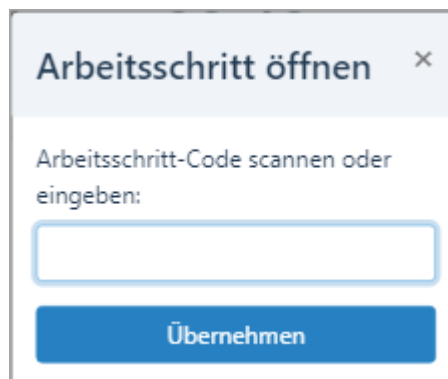 Arbeitsschritt öffnen ×
Arbeitsschritt-Code scannen oder
eingeben:
Übernehmen